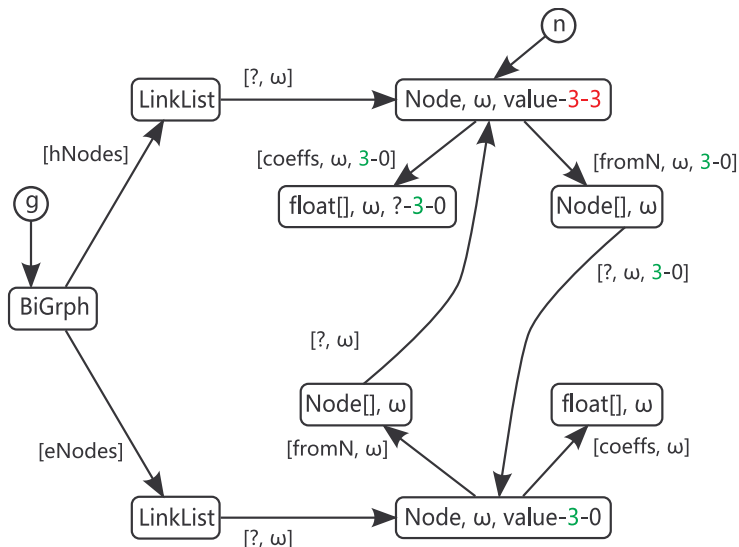 n
[?, ω]
LinkList
Node, ω, value-3-3
[hNodes]
[coeffs, ω, 3-0]
[fromN, ω, 3-0]
g
float[], ω, ?-3-0
Node[], ω
[?, ω, 3-0]
BiGrph
[?, ω]
Node[], ω
float[], ω
[eNodes]
[fromN, ω]
[coeffs, ω]
LinkList
Node, ω, value-3-0
[?, ω]